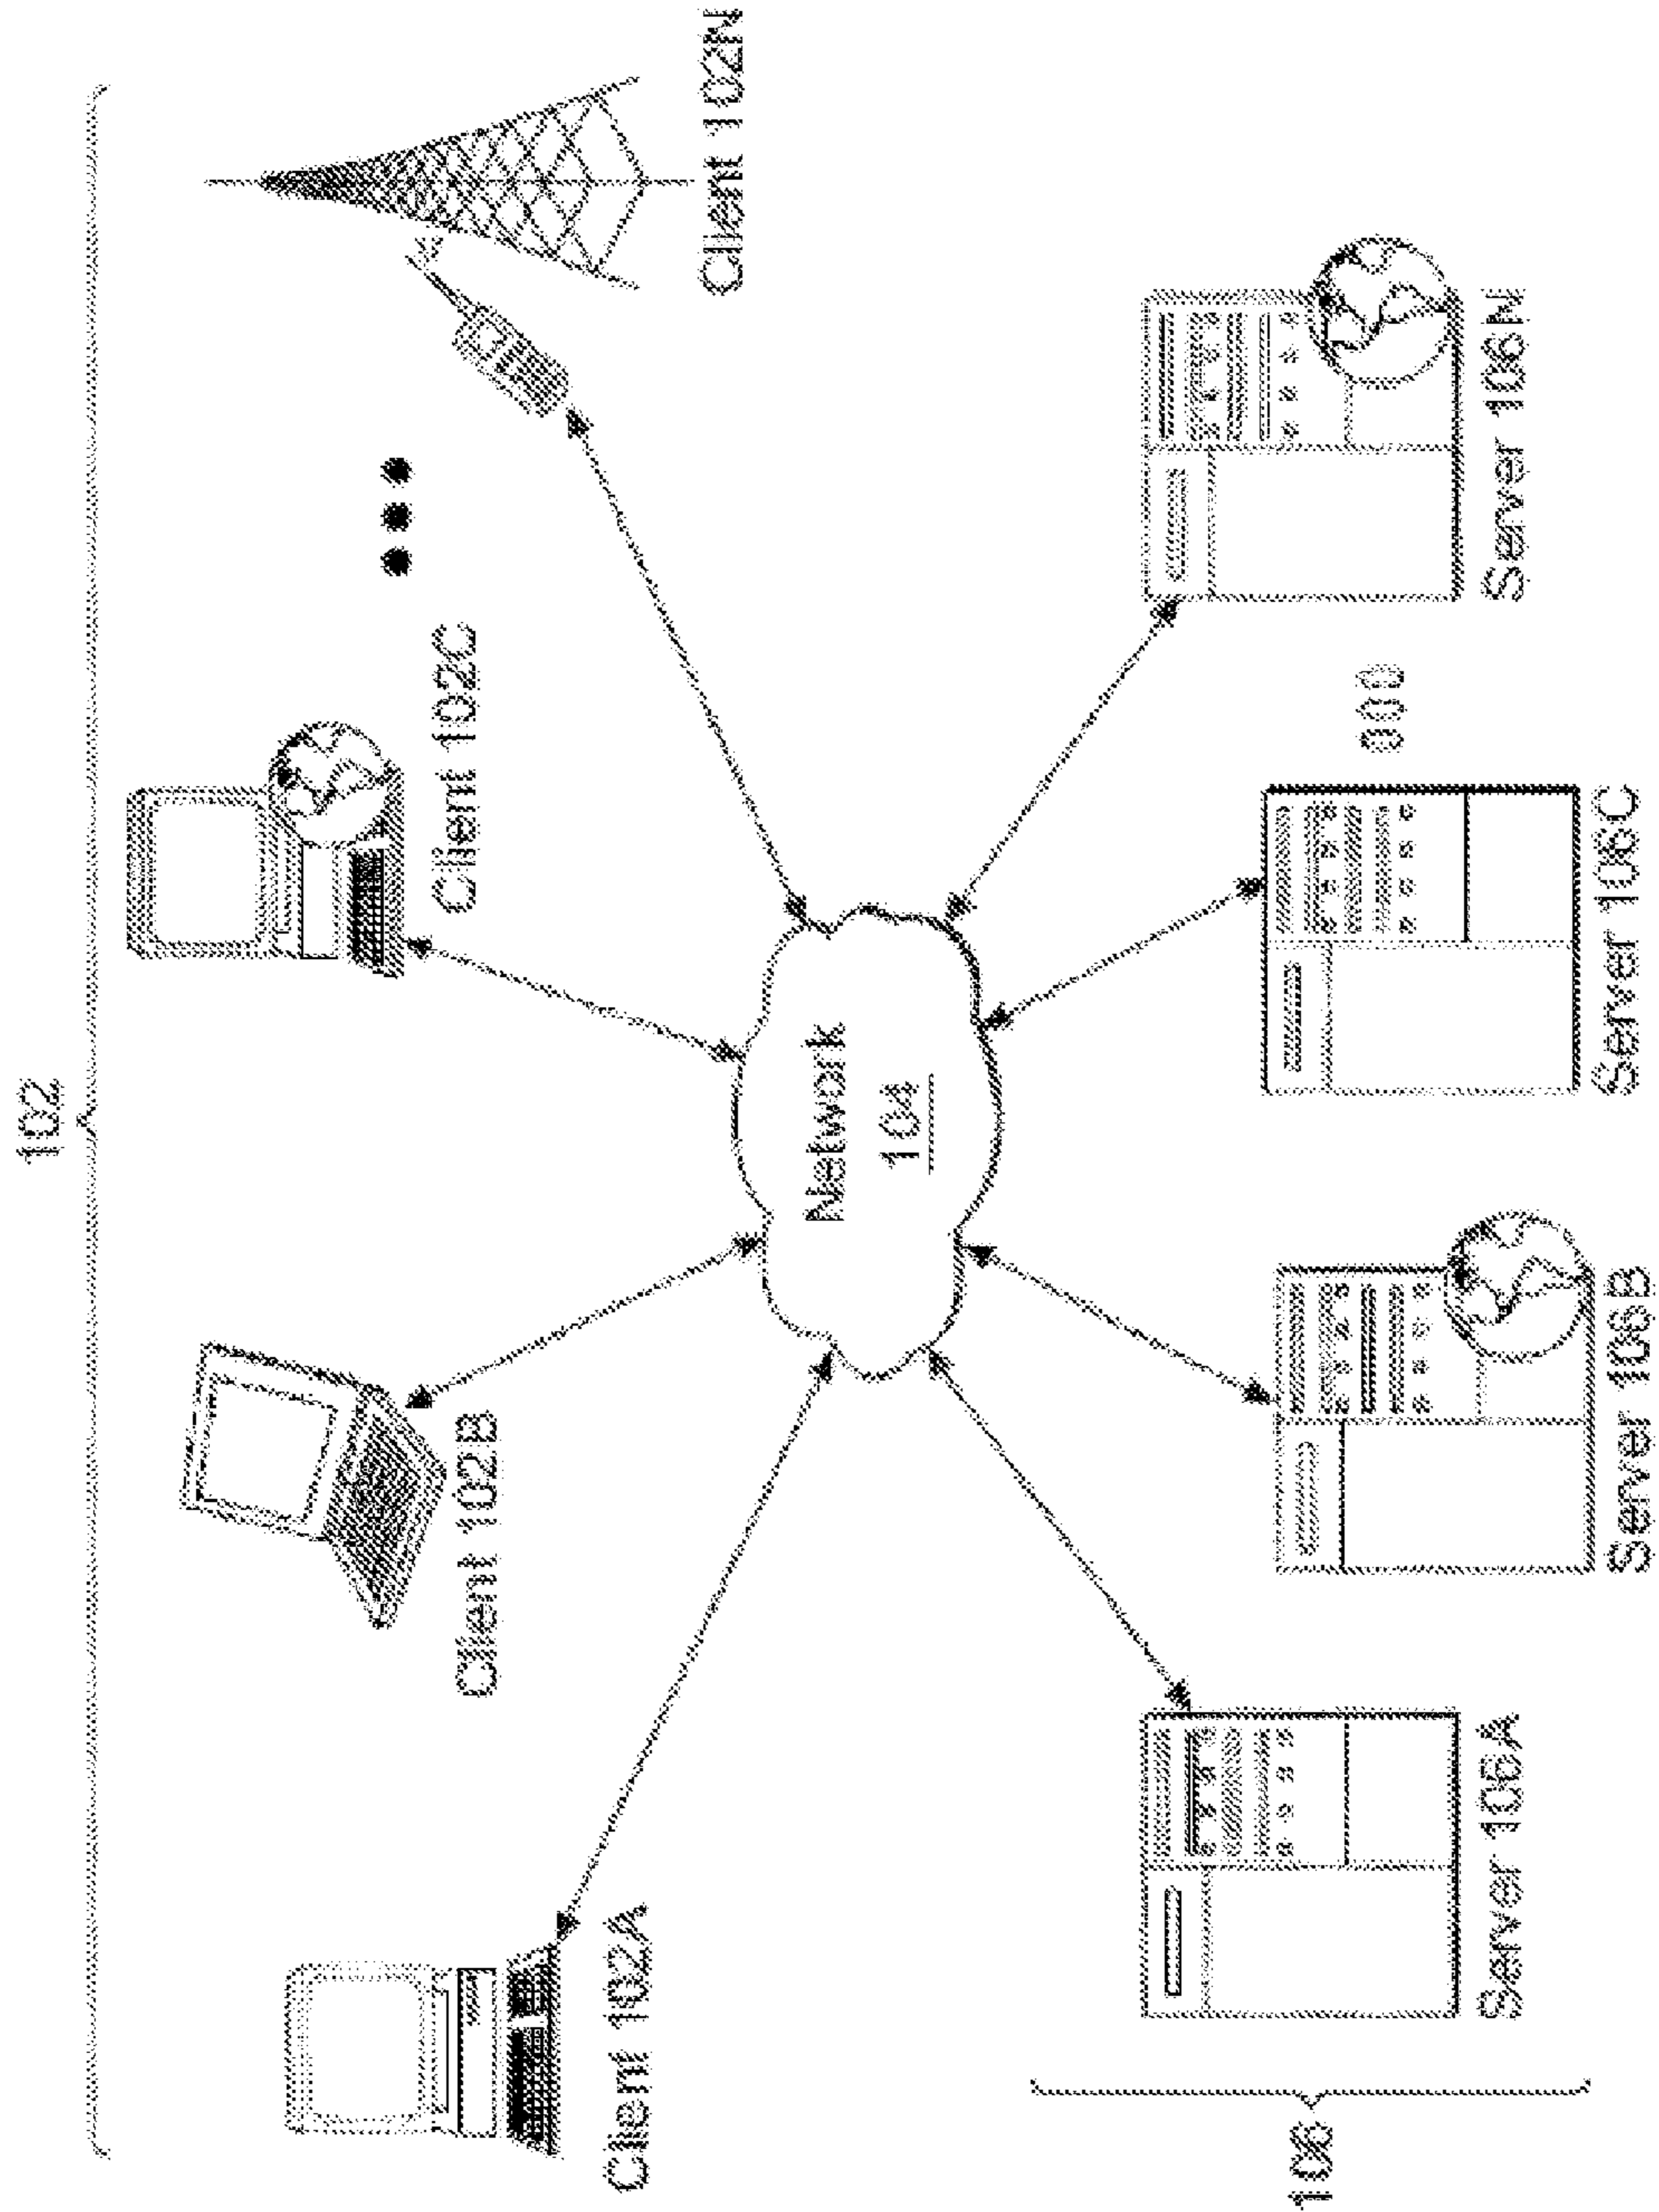 102
Client 102A
Client 102B
Client 102C
Client 102N
Network
104
Server 106A
Server 106B
Server 106C
Server 106N
106